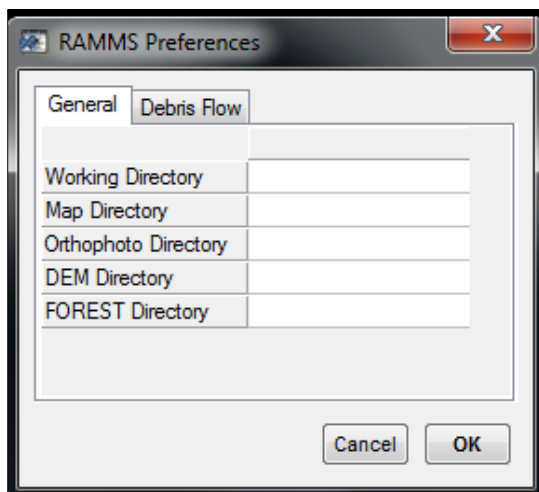 RAMMS Preferences
General Debris Flow
Working Directory
Map Directory
Orthophoto Directory
DEM Directory
FOREST Directory
Cancel OK